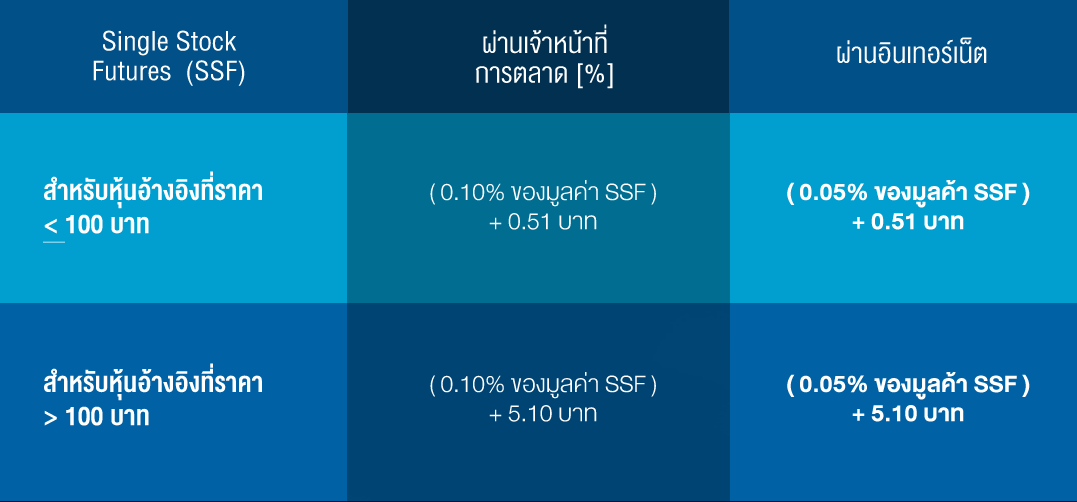 Single Stock
Futures (SSF)
ผ่านเจ้าหน้าที่
การตลาด [%]
ผ่านอินเทอร์เน็ต
สำหรับหุ้นอ้างอิงที่ราคา
< 100 บาท
( 0.10% ของมูลค่า SSF )
+ 0.51 บาท
( 0.05% ของมูลค้า SSF )
+ 0.51 บาท
สำหรับหุ้นอ้างอิงที่ราคา
> 100 บาท
( 0.10% ของมูลค่า SSF )
+ 5.10 บาท
( 0.05% ของมูลค้า SSF )
+ 5.10 บาท